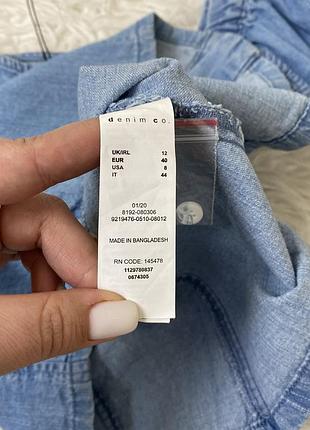 denim co.
UK/IRL 12
EUR 40
USA 8
IT 44
01/20
8192-080306
9219476-0510-08012
MADE IN BANGLADESH
RN CODE: 145478
1129780837
0874305